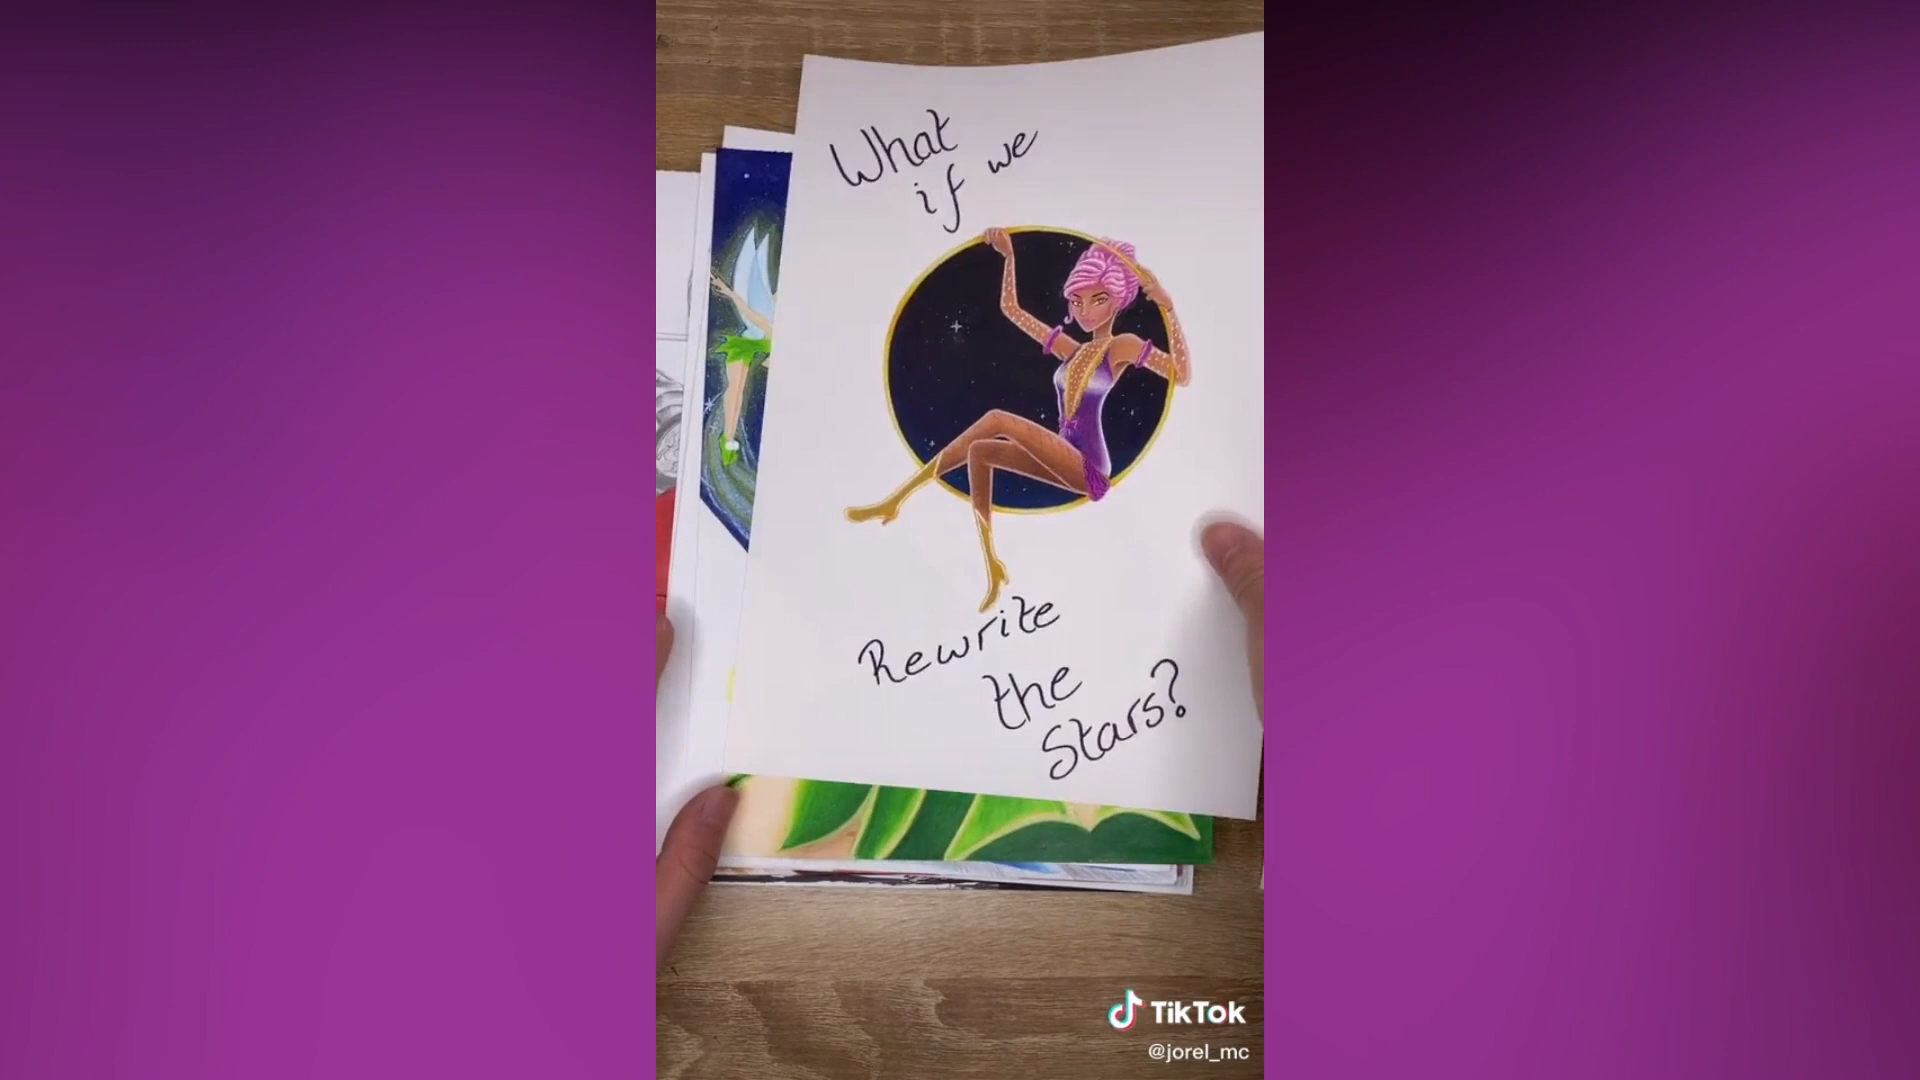 What
if we
Rewrite
the
Stars?
TikTok
@jorel_mc